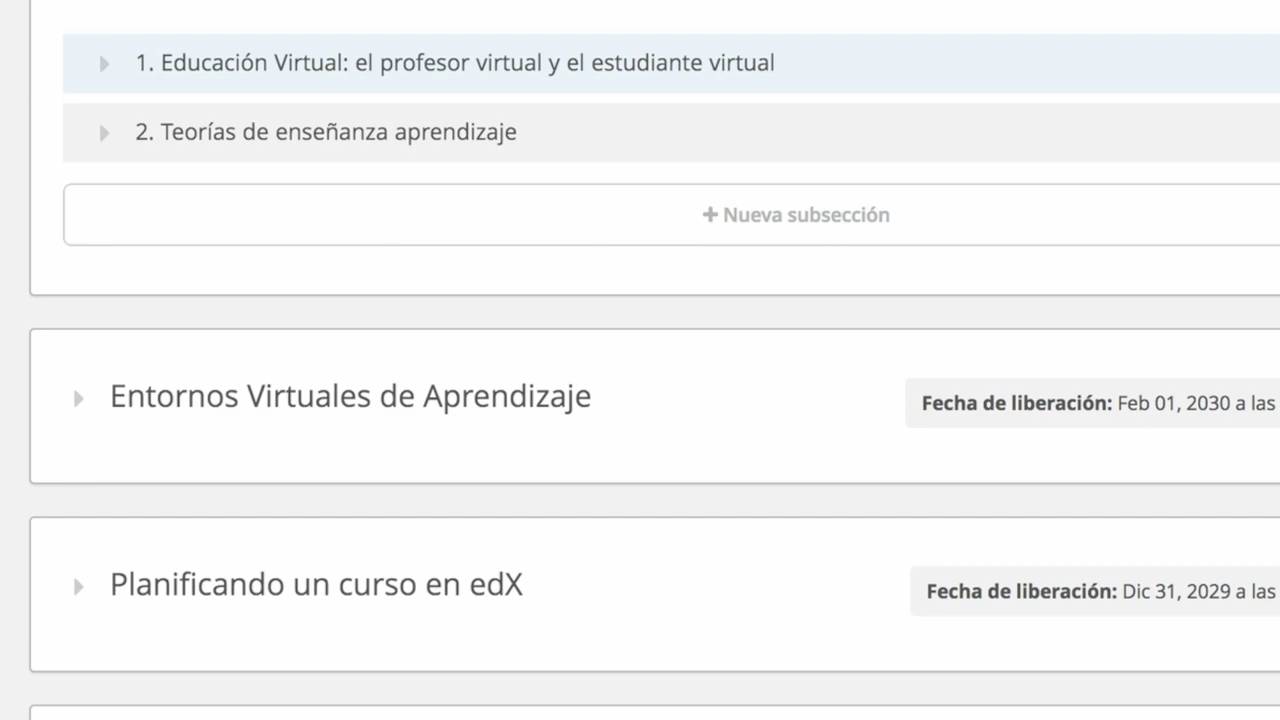 1. Educación Virtual: el profesor virtual y el estudiante virtual
2. Teorías de enseñanza aprendizaje
+ Nueva subsección
Entornos Virtuales de Aprendizaje
Fecha de liberación: Feb 01, 2030 a las
Planificando un curso en edX
Fecha de liberación: Dic 31, 2029 a las